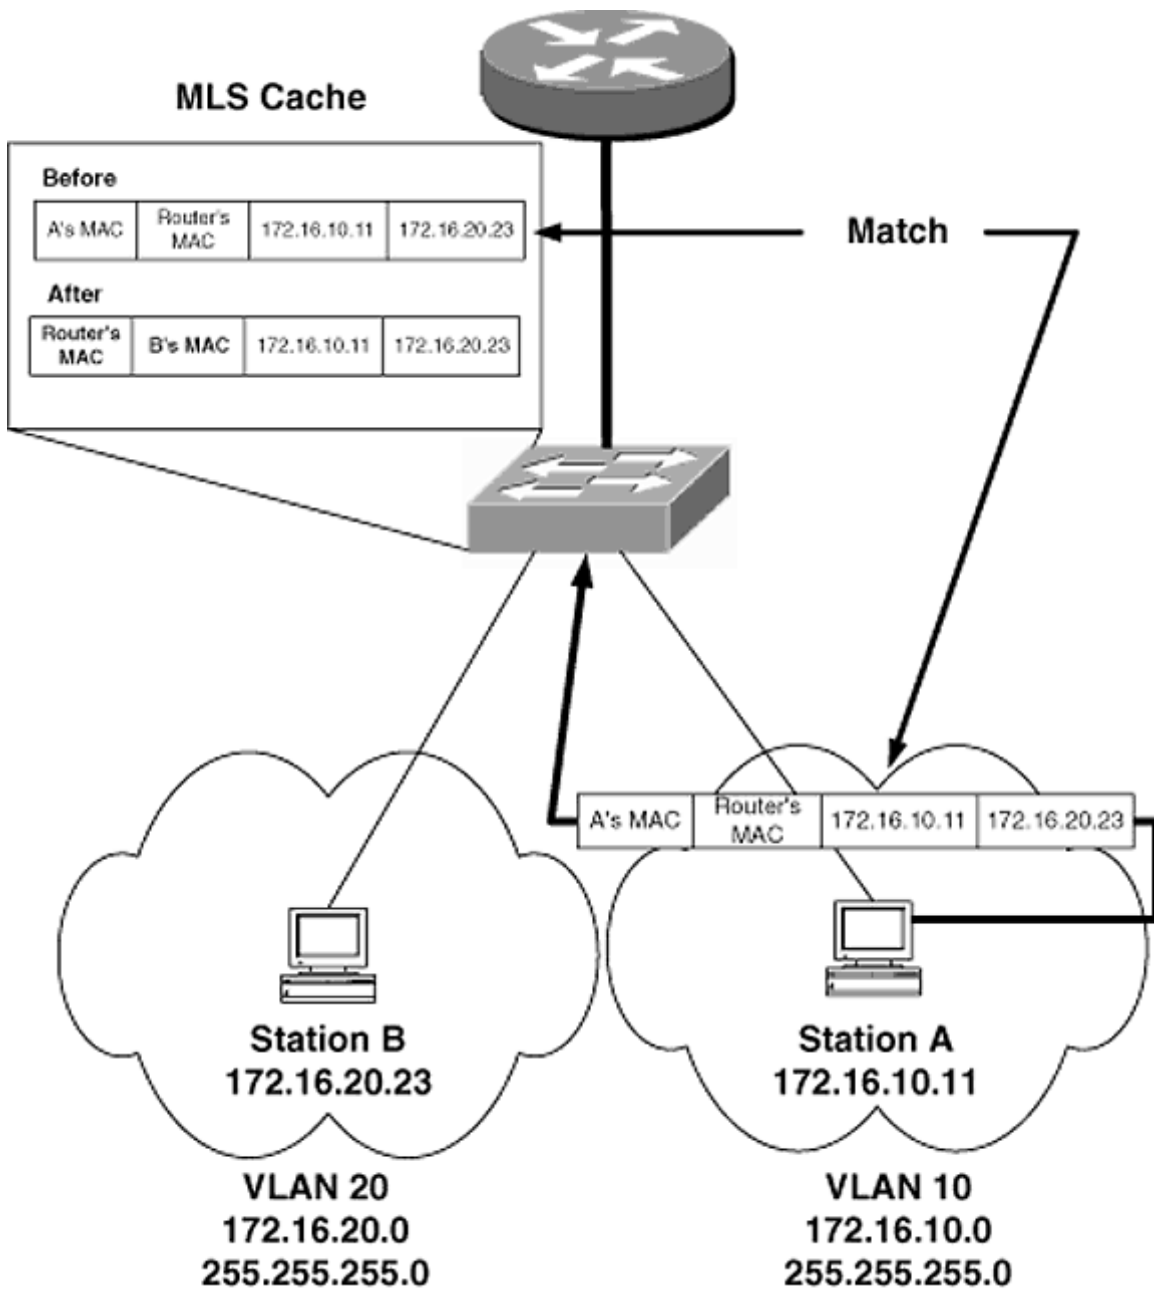 MLS Cache
Before
A's MAC
Router's
MAC
172.16.10.11
172.16.20.23
Match
After
Router's
MAC
B's MAC
172.16.10.11
172.16.20.23
A's MAC
Router's
MAC
172.16.10.11
172.16.20.23
Station B
172.16.20.23
Station A
172.16.10.11
VLAN 20
172.16.20.0
255.255.255.0
VLAN 10
172.16.10.0
255.255.255.0